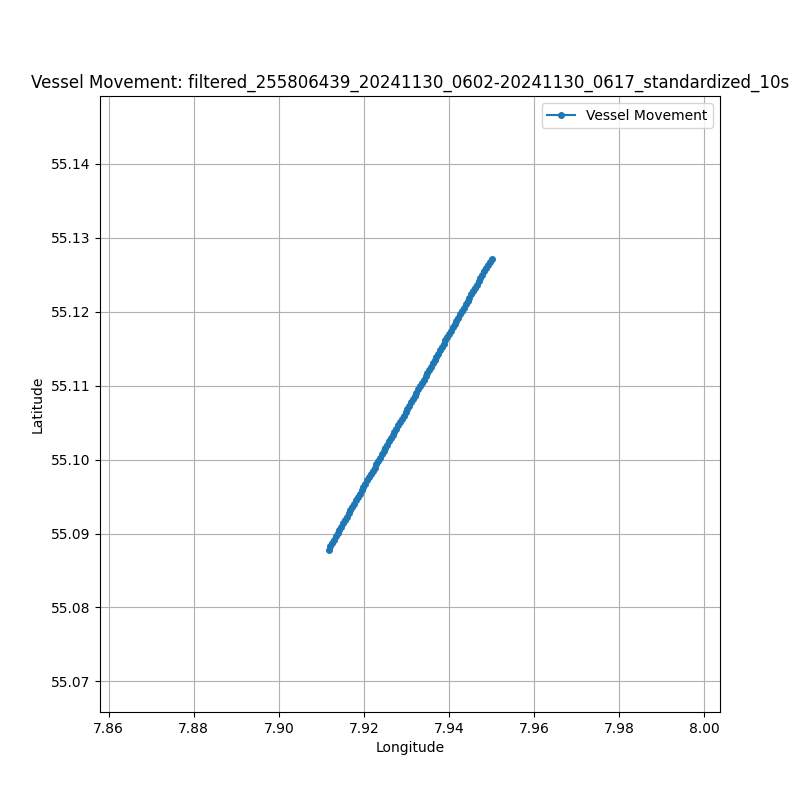 Vessel Movement: filtered_255806439_20241130_0602-20241130_0617_standardized_10s
Vessel Movement
55.14
55.13
55.12
55.11
55.10
55.09
55.08
55.07
Latitude
7.86 7.88 7.90 7.92 7.94 7.96 7.98 8.00
Longitude